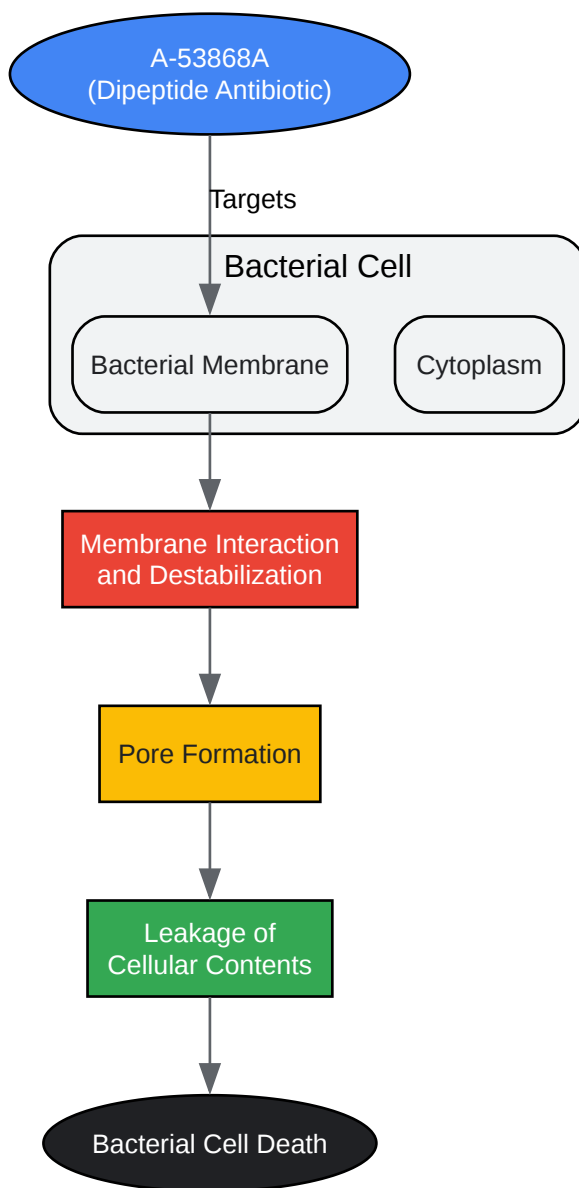 A-53868A
(Dipeptide Antibiotic)
Targets
Bacterial Cell
Bacterial Membrane
Cytoplasm
Membrane Interaction
and Destabilization
Pore Formation
Leakage of
Cellular Contents
Bacterial Cell Death